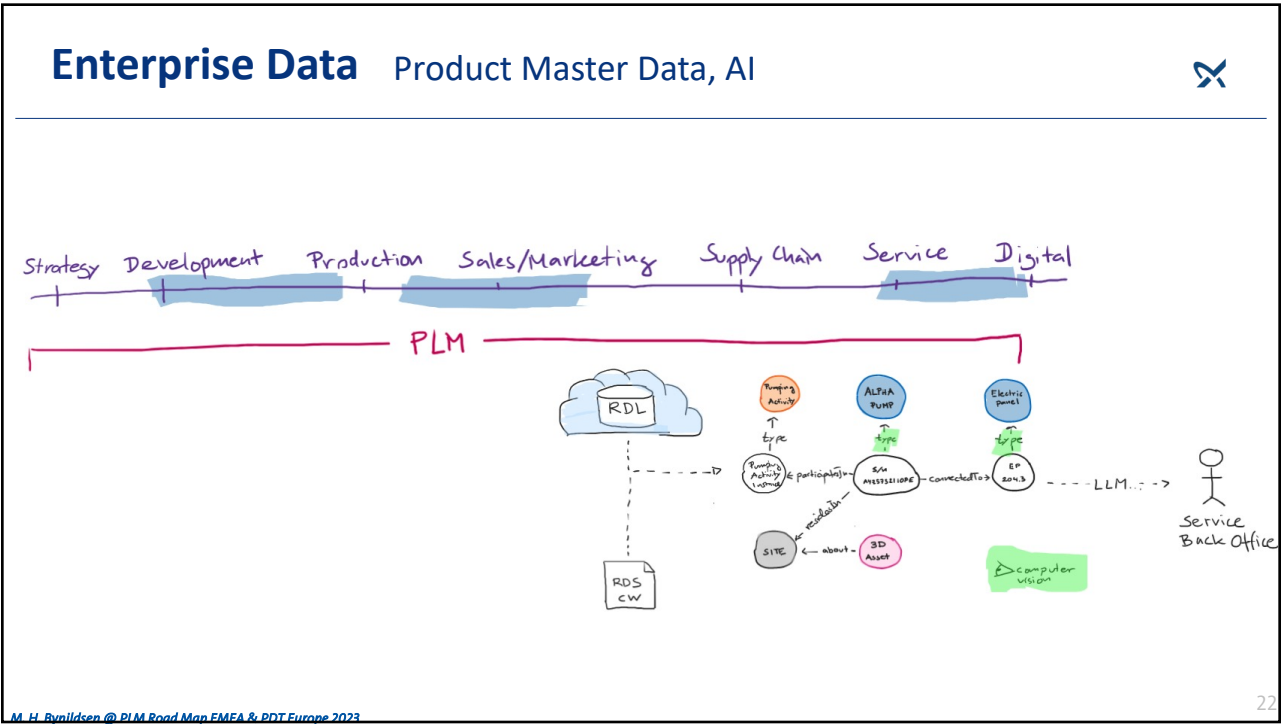 Enterprise Data Product Master Data, AI
Strategy Development Production Sales/Marketing Supply Chain Service Digital
PLM
RDL
Pumping
Activity
ALPHA
PUMP
Electric
panel
type
type
type
Pumping
Activity
Instance
participatesIn
S/N
connectedTo
EP
204.3
LLM...
residesIn
SITE
about
3D
Asset
RDS
CW
computer
vision
Service
Back Office
M. H. Bynildsen @ PLM Road Map EMEA & PDT Europe 2023
22